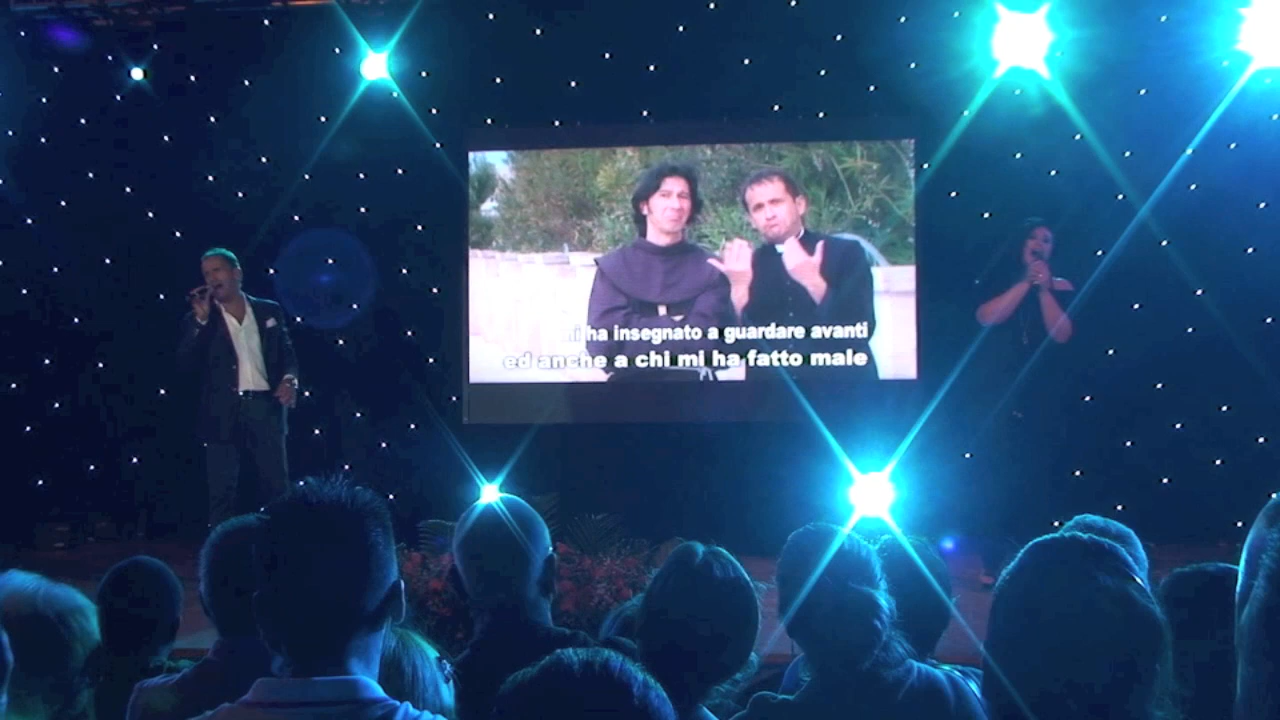 ha insegnato a guardare avanti
ed anche a chi mi ha fatto male